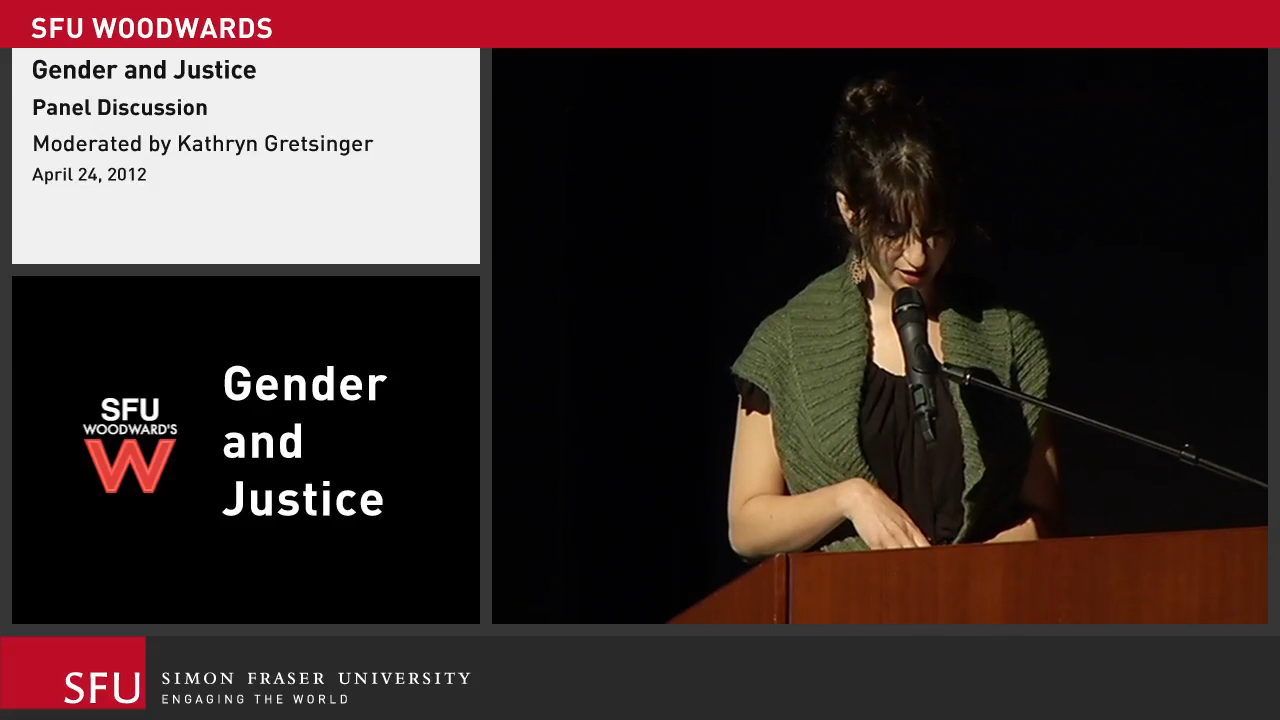 SFU WOODWARDS
Gender and Justice
Panel Discussion
Moderated by Kathryn Gretsinger
April 24, 2012
SFU
WOODWARD'S
W
Gender
and
Justice
SFU
SIMON FRASER UNIVERSITY
ENGAGING THE WORLD